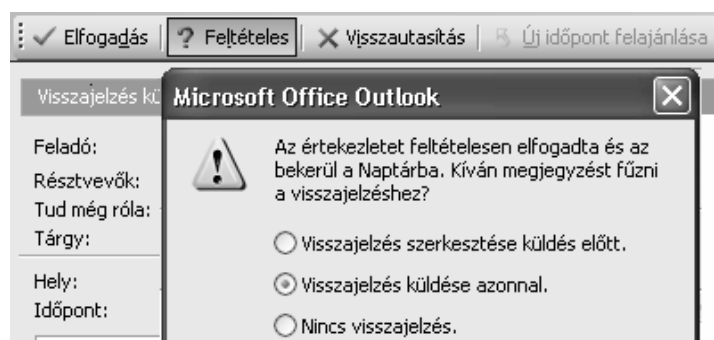 Elfogadás ? Feltételes Visszautasítás Új időpont felajánlása
Visszajelzés kü
Microsoft Office Outlook
Feladó:
Résztvevők:
Tud még róla:
Tárgy:
Hely:
Időpont:
Az értekezletet feltételesen elfogadta és az
bekerül a Naptárba. Kíván megjegyzést fűzni
a visszajelzéshez?
Visszajelzés szerkesztése küldés előtt.
Visszajelzés küldése azonnal.
Nincs visszajelzés.